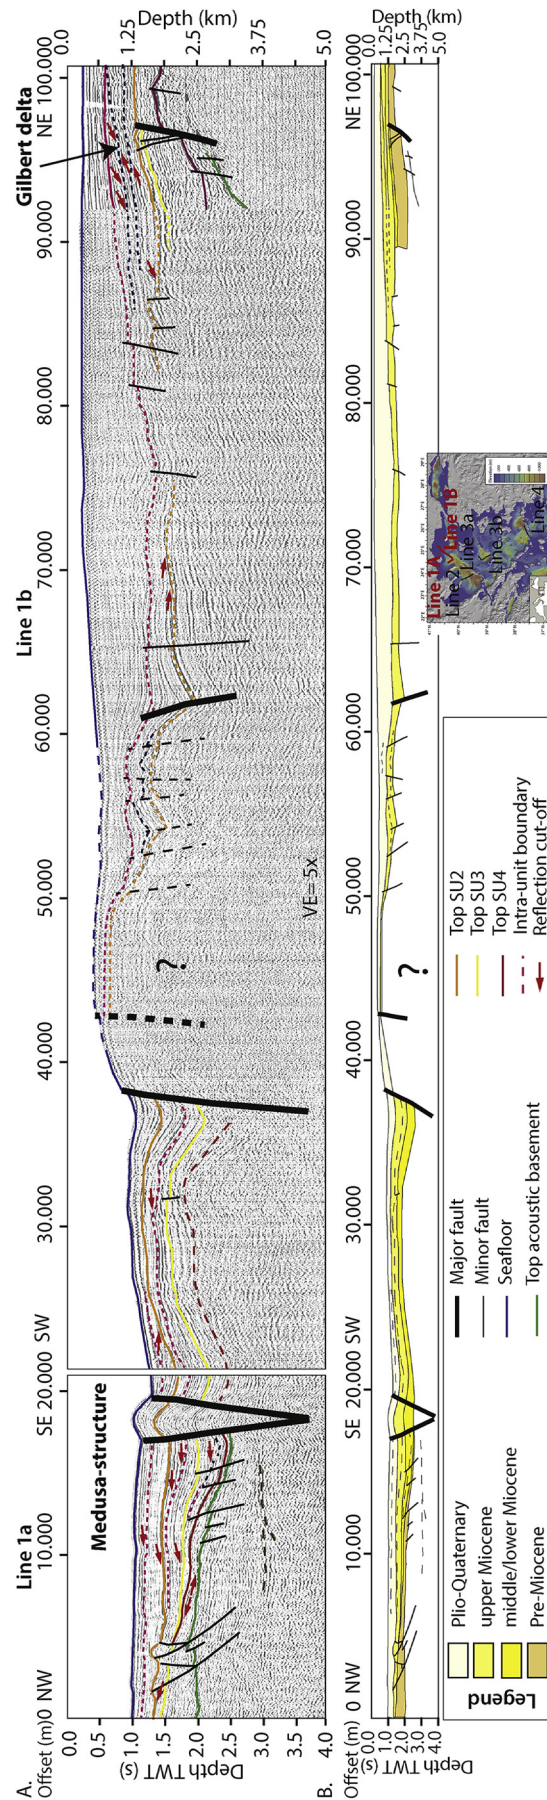 A.
Line 1a
Line 1b
Gilbert delta
Depth (km)
Offset (m) 0 NW 10.000 SE 20.000 SW 30.000 40.000 50.000 60.000 70.000 80.000 90.000 NE 100.000
0.0
0.5
1.0
1.5
2.0
2.5
3.0
4.0
Depth TWT (s)
Medusa-structure
?
VE= 5x
0.0
1.25
2.5
3.75
5.0
B.
Depth (km)
Offset (m) 0 NW 10.000 SE 20.000 SW 30.000 40.000 50.000 60.000 70.000 80.000 90.000 NE 100.000
0.0
1.0
2.0
3.0
4.0
Depth TWT (s)
?
0.0
1.25
2.5
3.75
5.0
Legend
Plio-Quaternary
upper Miocene
middle/lower Miocene
Pre-Miocene
Major fault
Minor fault
Seafloor
Top acoustic basement
Top SU2
Top SU3
Top SU4
Intra-unit boundary
Reflection cut-off
Line 1A
Line 1B
Line 2
Line 3a
Line 3b
Line 4